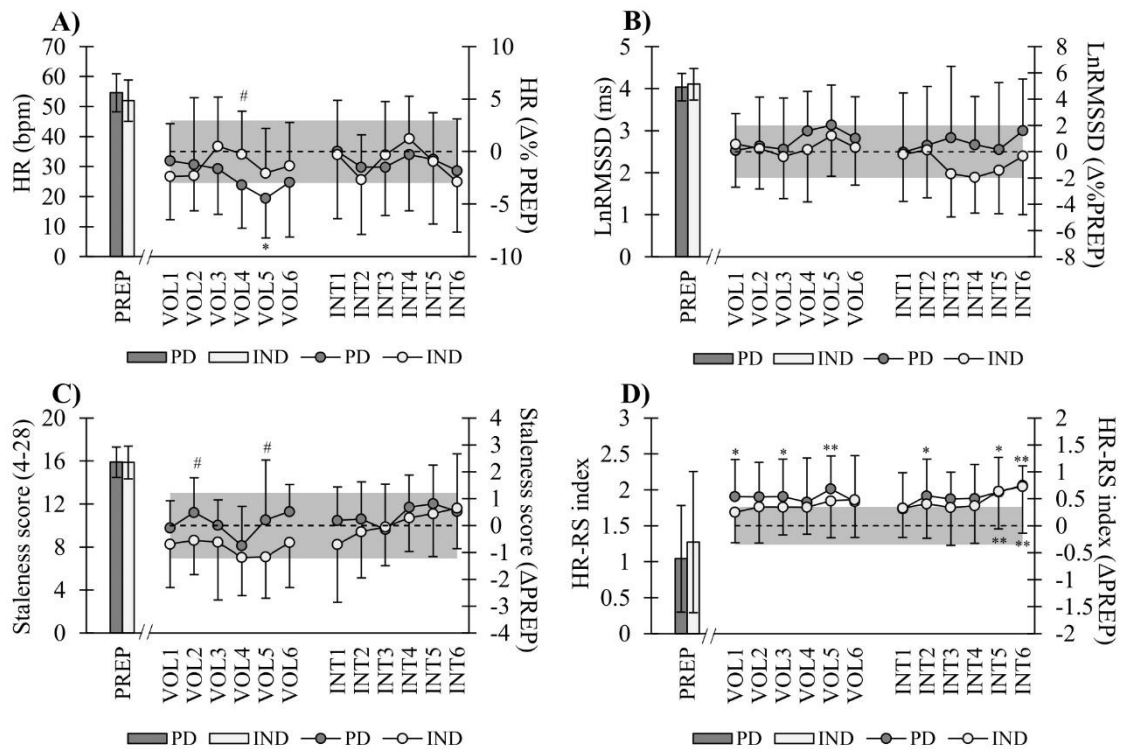 A)
70
60
50
40
30
20
10
0
HR (bpm)
10
5
0
-5
-10
HR (Δ% PREP)
#
*
PREP
VOL1
VOL2
VOL3
VOL4
VOL5
VOL6
INT1
INT2
INT3
INT4
INT5
INT6
PD IND PD IND
B)
5
4
3
2
1
0
LnRMSSD (ms)
8
6
4
2
0
-2
-4
-6
-8
LnRMSSD (Δ%PREP)
PREP
VOL1
VOL2
VOL3
VOL4
VOL5
VOL6
INT1
INT2
INT3
INT4
INT5
INT6
PD IND PD IND
C)
20
16
12
8
4
0
Staleness score (4-28)
4
3
2
1
0
-1
-2
-3
-4
Staleness score (ΔPREP)
# #
PREP
VOL1
VOL2
VOL3
VOL4
VOL5
VOL6
INT1
INT2
INT3
INT4
INT5
INT6
PD IND PD IND
D)
3
2.5
2
1.5
1
0.5
0
HR-RS index
2
1.5
1
0.5
0
-0.5
-1
-1.5
-2
HR-RS index (ΔPREP)
* * ** * * **
** **
PREP
VOL1
VOL2
VOL3
VOL4
VOL5
VOL6
INT1
INT2
INT3
INT4
INT5
INT6
PD IND PD IND